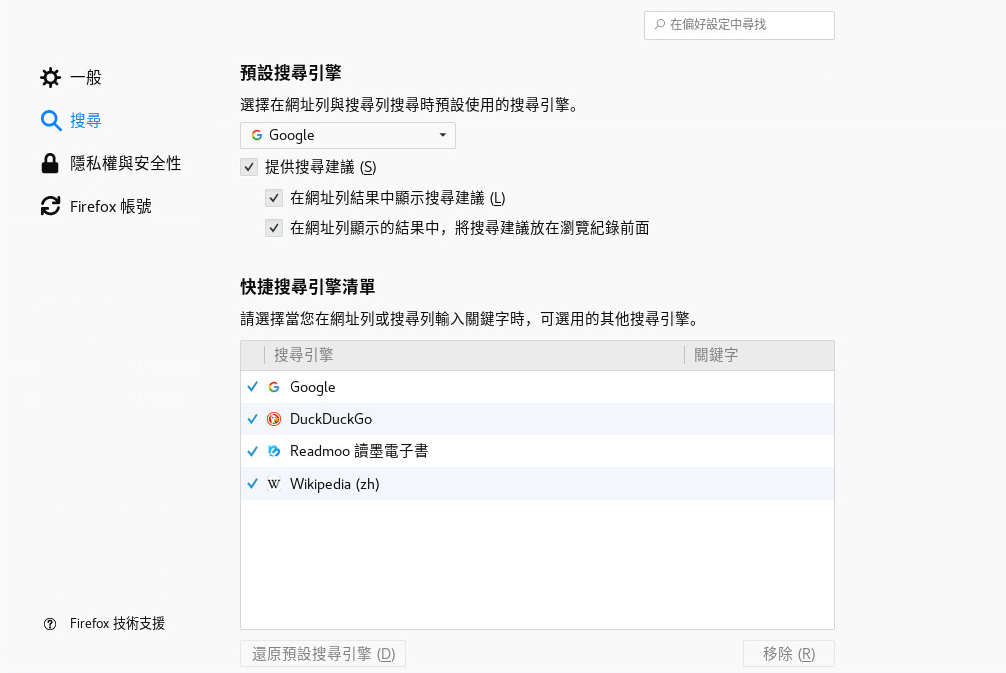 在偏好設定中尋找
一般
搜尋
隱私權與安全性
Firefox 帳號
預設搜尋引擎
選擇在網址列與搜尋列搜尋時預設使用的搜尋引擎。
Google
提供搜尋建議 (S)
在網址列結果中顯示搜尋建議 (L)
在網址列顯示的結果中，將搜尋建議放在瀏覽紀錄前面
快捷搜尋引擎清單
請選擇當您在網址列或搜尋列輸入關鍵字時，可選用的其他搜尋引擎。
搜尋引擎 關鍵字
Google
DuckDuckGo
Readmoo 讀墨電子書
W Wikipedia (zh)
Firefox 技術支援
還原預設搜尋引擎 (D) 移除 (R)